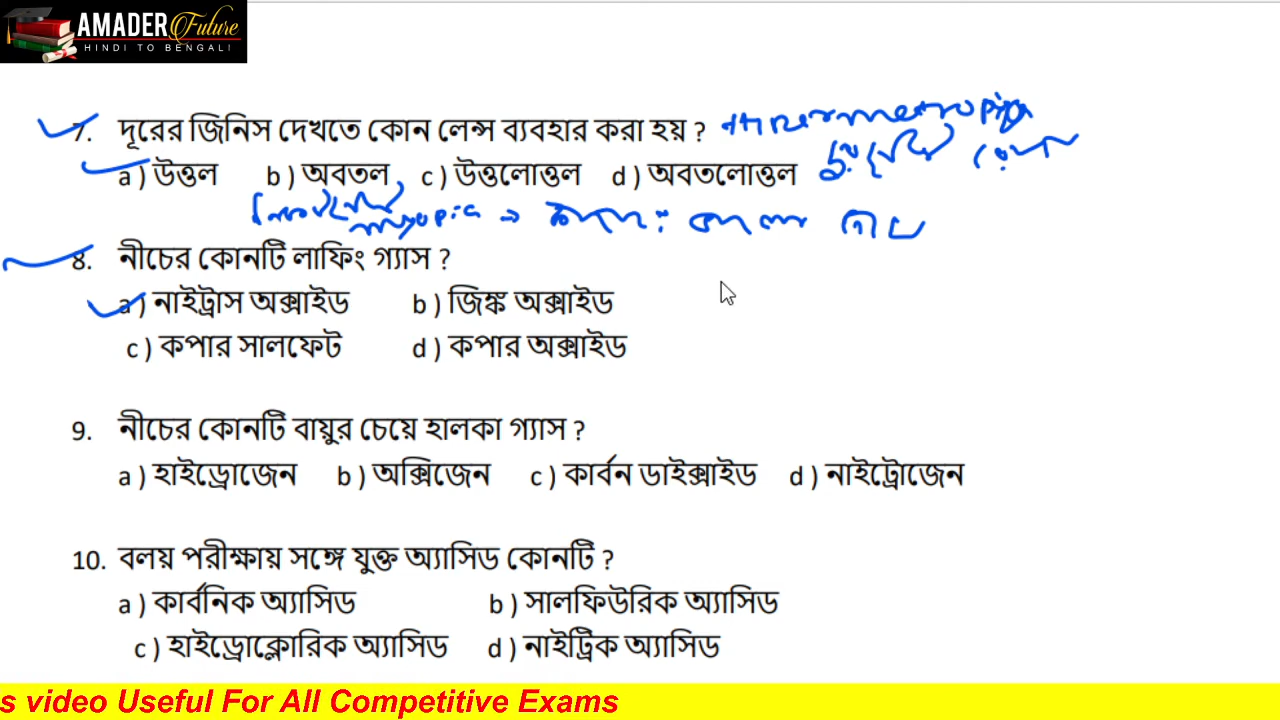 AMADER Future
HINDI TO BENGALI
7. দূরের জিনিস দেখতে কোন লেন্স ব্যবহার করা হয় ?
a ) উত্তল b ) অবতল c ) উত্তলোত্তল d ) অবতলোত্তল
8. নীচের কোনটি লাফিং গ্যাস ?
a ) নাইট্রাস অক্সাইড b ) জিঙ্ক অক্সাইড
c ) কপার সালফেট d ) কপার অক্সাইড
9. নীচের কোনটি বায়ুর চেয়ে হালকা গ্যাস ?
a ) হাইড্রোজেন b ) অক্সিজেন c ) কার্বন ডাইক্সাইড d ) নাইট্রোজেন
10. বলয় পরীক্ষায় সঙ্গে যুক্ত অ্যাসিড কোনটি ?
a ) কার্বনিক অ্যাসিড b ) সালফিউরিক অ্যাসিড
c ) হাইড্রোক্লোরিক অ্যাসিড d ) নাইট্রিক অ্যাসিড
s video Useful For All Competitive Exams